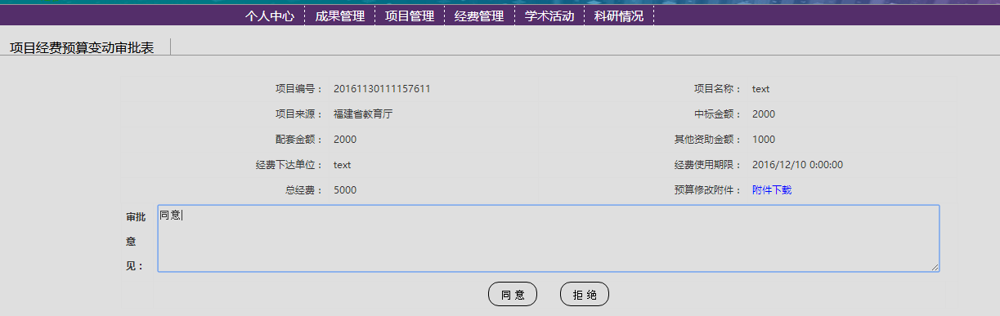 个人中心 成果管理 项目管理 经费管理 学术活动 科研情况
项目经费预算变动审批表
项目编号： 20161130111157611 项目名称： text
项目来源： 福建省教育厅 中标金额： 2000
配套金额： 2000 其他资助金额： 1000
经费下达单位： text 经费使用期限： 2016/12/10 0:00:00
总经费： 5000 预算修改附件： 附件下载
审批 同意
意
见：
同 意 拒 绝